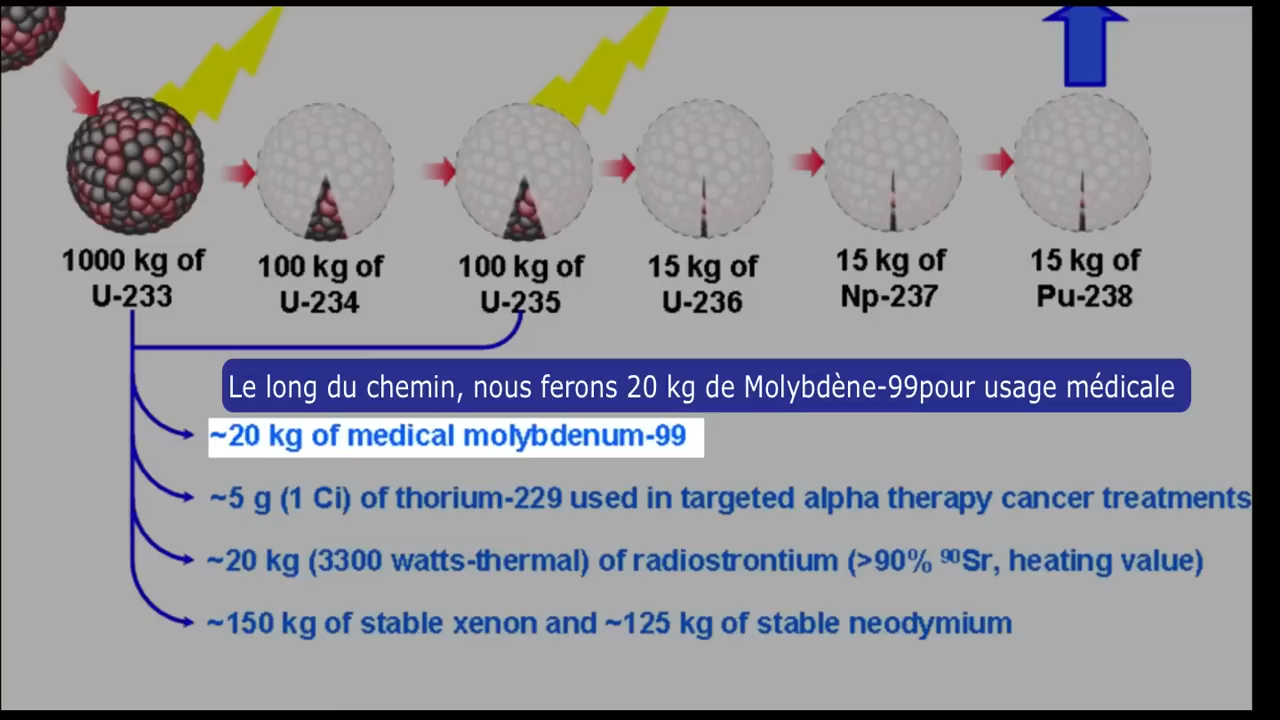 1000 kg of
U-233
100 kg of
U-234
100 kg of
U-235
15 kg of
U-236
15 kg of
Np-237
15 kg of
Pu-238
Le long du chemin, nous ferons 20 kg de Molybdène-99pour usage médicale
~20 kg of medical molybdenum-99
~5 g (1 Ci) of thorium-229 used in targeted alpha therapy cancer treatments
~20 kg (3300 watts-thermal) of radiostrontium (>90% ⁹⁰Sr, heating value)
~150 kg of stable xenon and ~125 kg of stable neodymium